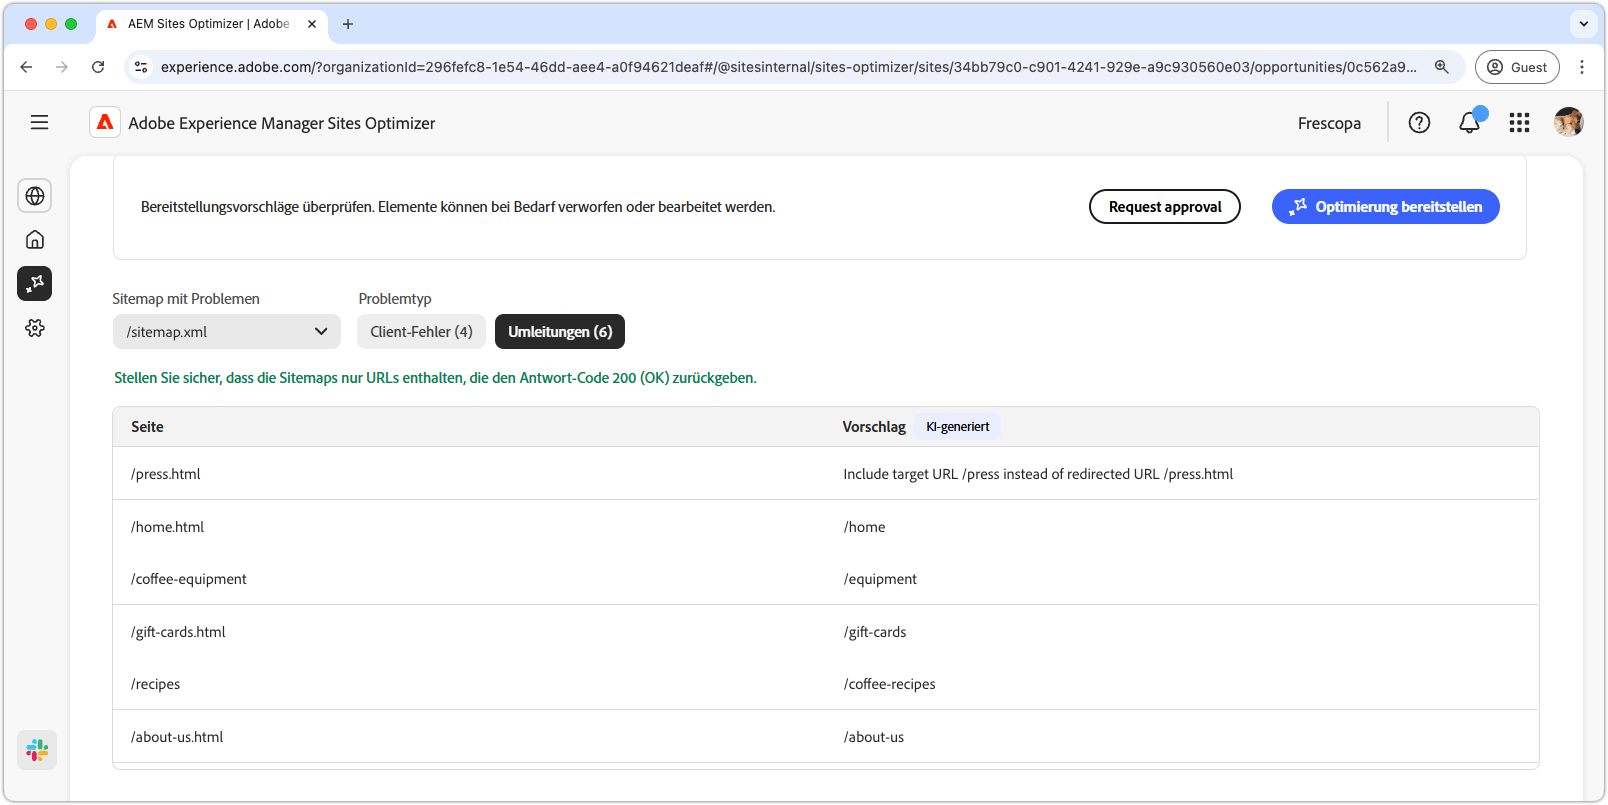 AEM Sites Optimizer | Adobe
experience.adobe.com/?organizationId=296fefc8-1e54-46dd-aee4-a0f94621deaf#/@sitesinternal/sites-optimizer/sites/34bb79c0-c901-4241-929e-a9c930560e03/opportunities/0c562a9...
Guest
Adobe Experience Manager Sites Optimizer
Frescopa
Bereitstellungsvorschläge überprüfen. Elemente können bei Bedarf verworfen oder bearbeitet werden.
Request approval
Optimierung bereitstellen
Sitemap mit Problemen
Problemtyp
/sitemap.xml
Client-Fehler (4)
Umleitungen (6)
Stellen Sie sicher, dass die Sitemaps nur URLs enthalten, die den Antwort-Code 200 (OK) zurückgeben.
Seite
Vorschlag
KI-generiert
/press.html
Include target URL /press instead of redirected URL /press.html
/home.html
/home
/coffee-equipment
/equipment
/gift-cards.html
/gift-cards
/recipes
/coffee-recipes
/about-us.html
/about-us